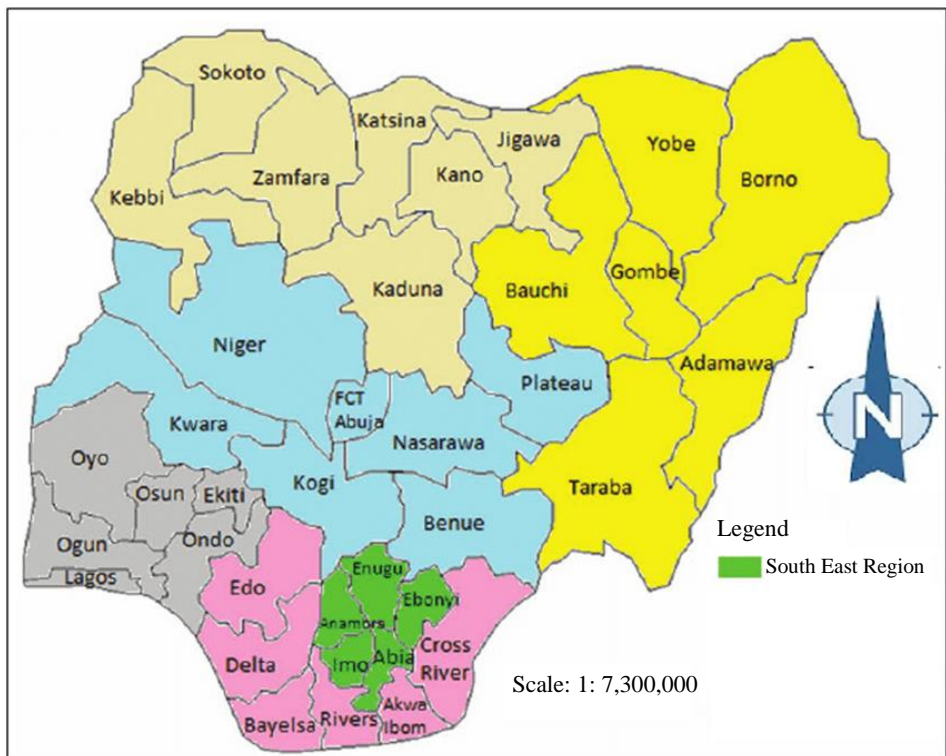 Sokoto
Katsina
Jigawa
Yobe
Kano
Zamfara
Borno
Kebbi
Gombe
Kaduna
Bauchi
Niger
Adamawa
Plateau
FCT
Abuja
Kwara
Nasarawa
Oyo
Kogi
Taraba
Osun
Ekiti
Benue
Ondo
Ogun
Lagos
Enugu
Edo
Ebonyi
Anamors
Cross
River
Abia
Imo
Delta
Akwa
Ibom
Rivers
Bayelsa
N
Legend
South East Region
Scale: 1: 7,300,000